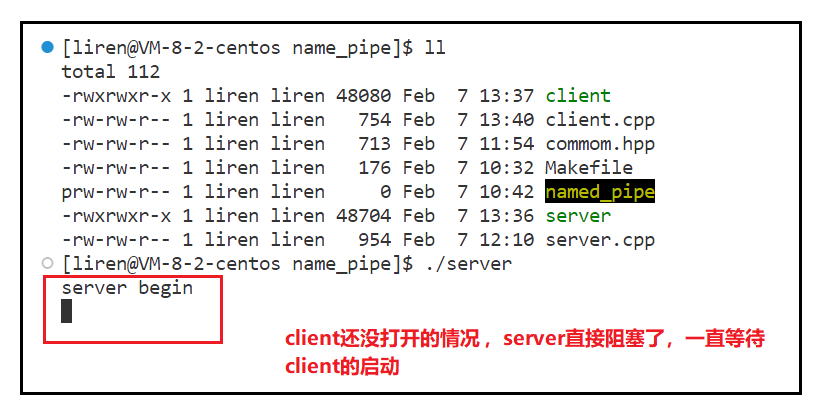 [liren@VM-8-2-centos name_pipe]$ ll
total 112
-rwxrwxr-x 1 liren liren 48080 Feb  7 13:37 client
-rw-rw-r-- 1 liren liren   754 Feb  7 13:40 client.cpp
-rw-rw-r-- 1 liren liren   713 Feb  7 11:54 commom.hpp
-rw-rw-r-- 1 liren liren   176 Feb  7 10:32 Makefile
prw-rw-r-- 1 liren liren     0 Feb  7 10:42 named_pipe
-rwxrwxr-x 1 liren liren 48704 Feb  7 13:36 server
-rw-rw-r-- 1 liren liren   954 Feb  7 12:10 server.cpp
[liren@VM-8-2-centos name_pipe]$ ./server
server begin
client还没打开的情况，server直接阻塞了，一直等待
client的启动